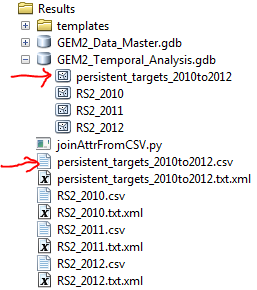 Results
templates
GEM2_Data_Master.gdb
GEM2_Temporal_Analysis.gdb
persistent_targets_2010to2012
RS2_2010
RS2_2011
RS2_2012
joinAttrFromCSV.py
persistent_targets_2010to2012.csv
persistent_targets_2010to2012.txt.xml
RS2_2010.csv
RS2_2010.txt.xml
RS2_2011.csv
RS2_2011.txt.xml
RS2_2012.csv
RS2_2012.txt.xml